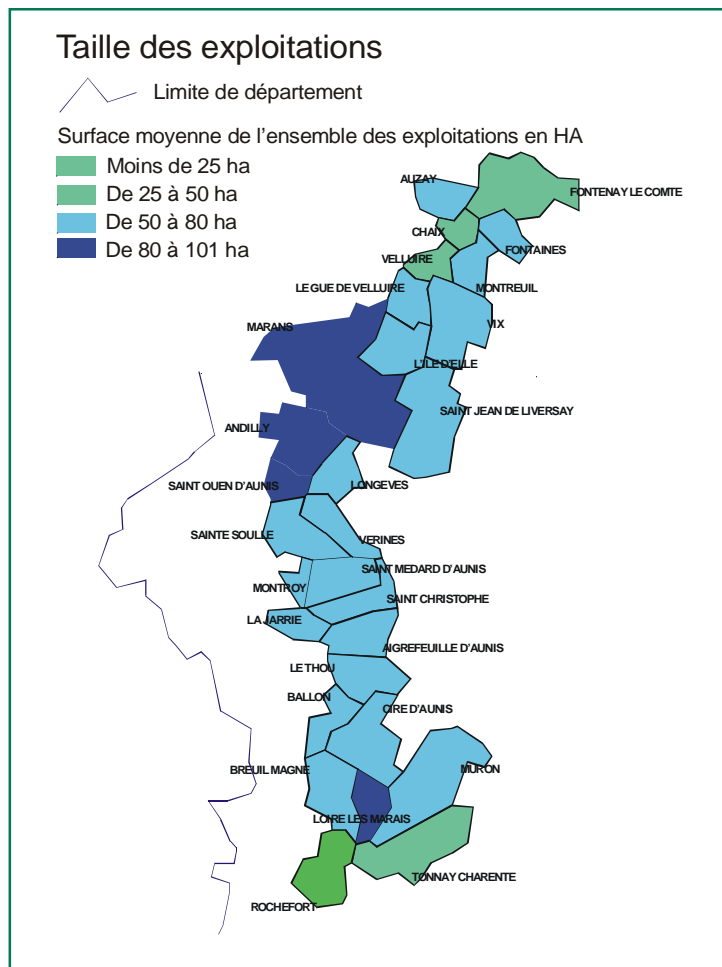 Taille des exploitations
Limite de département
Surface moyenne de l'ensemble des exploitations en HA
Moins de 25 ha
De 25 à 50 ha
De 50 à 80 ha
De 80 à 101 ha
AUZAY
FONTENAY LE COMTE
CHAIX
FONTAINES
VELLUIRE
LE GUE DE VELLUIRE
MONTREUIL
MARANS
VIX
L'ILE D'ELLE
SAINT JEAN DE LIVERSAY
ANDILLY
SAINT OUEN D'AUNIS
LONGEVES
SAINTE SOULLE
VERINES
SAINT MEDARD D'AUNIS
MONTROY
SAINT CHRISTOPHE
LA JARRIE
AIGREFEUILLE D'AUNIS
LE THOU
BALLON
CIRE D'AUNIS
BREUIL MAGNE
MURON
LOIRE LES MARAIS
TONNAY CHARENTE
ROCHEFORT